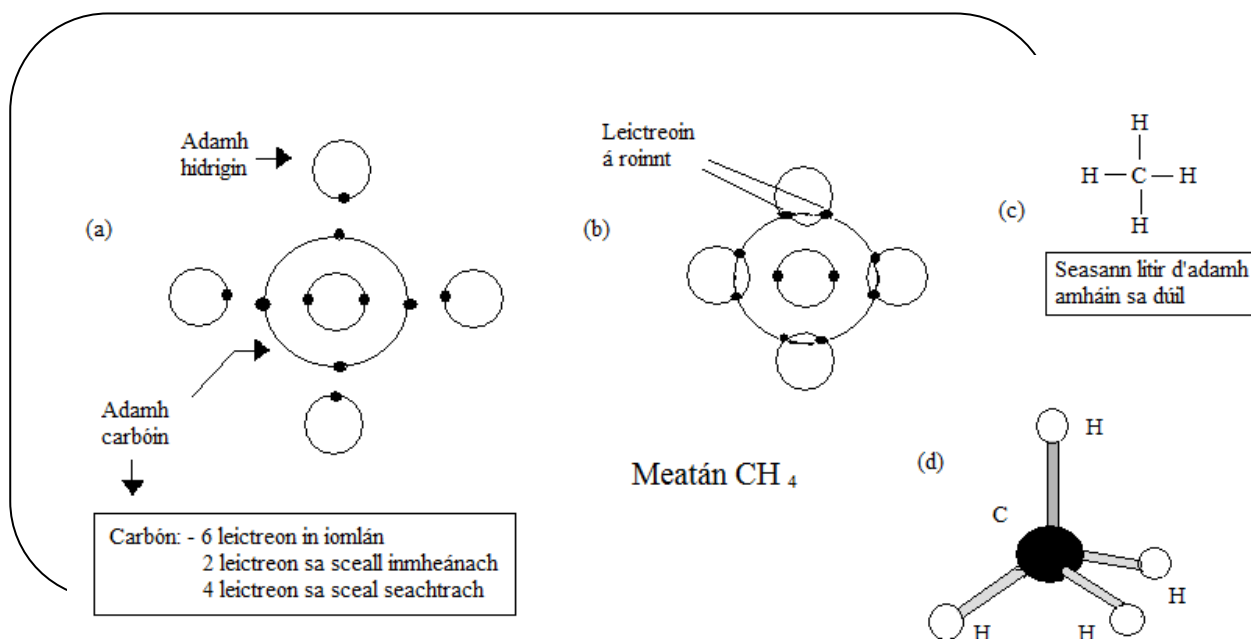 Adamh
hidrigin
(a)
Adamh
carbóin
Carbón: - 6 leictreon in iomlán
2 leictreon sa sceall inmheánach
4 leictreon sa sceal seachtrach
Leictreoin
á roinnt
(b)
Meatán CH 4
(c)
H
H C H
H
Seasann litir d'adamh
amháin sa dúil
(d)
H
C
H
H
H